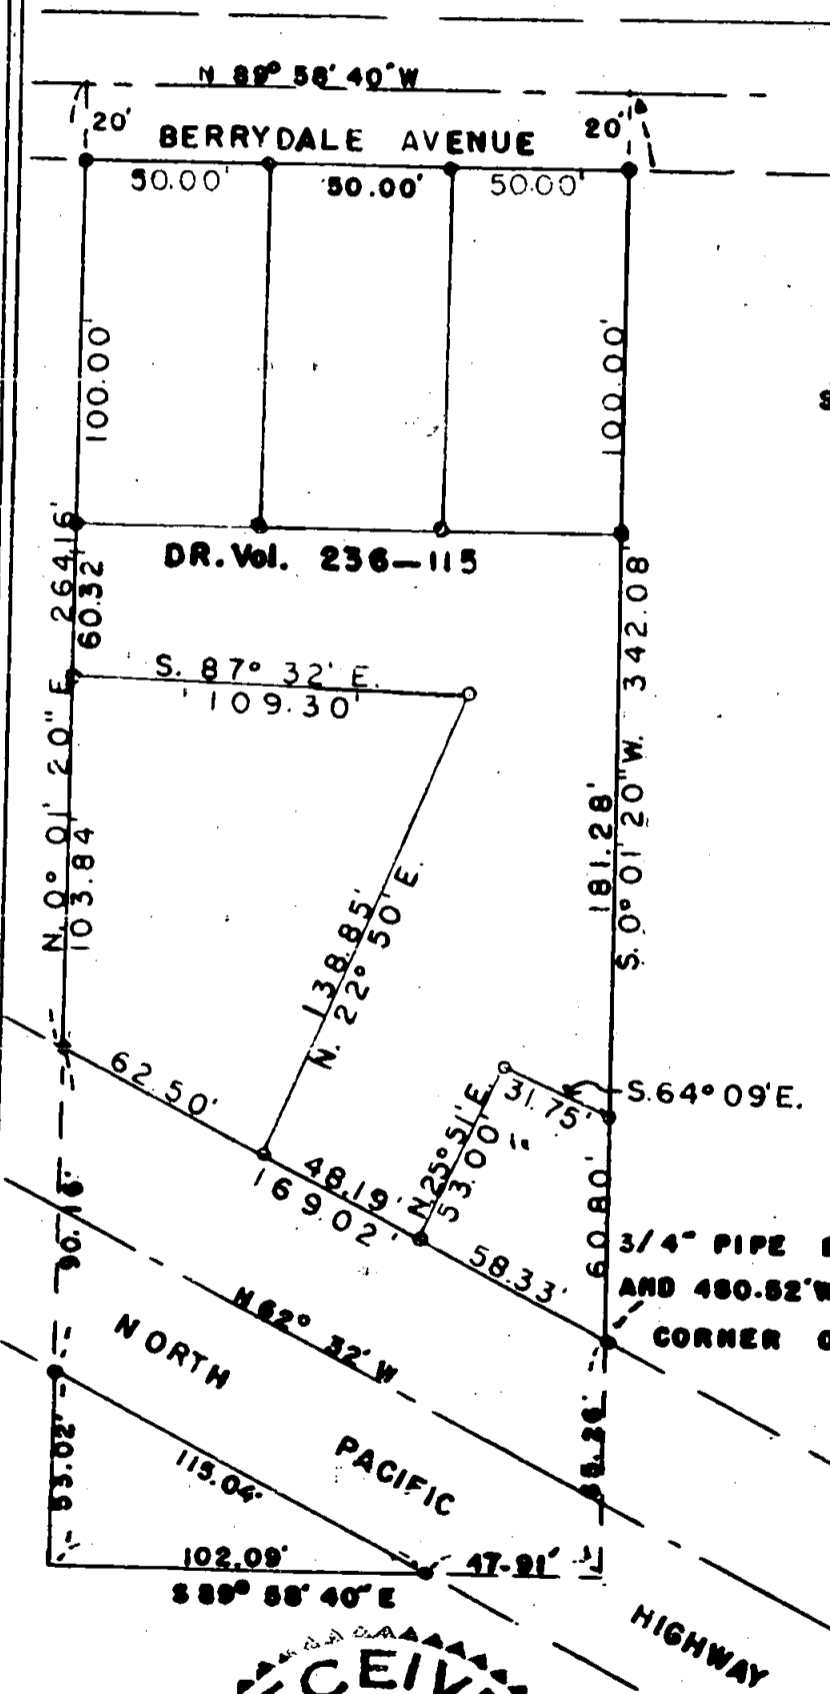 N 89° 58' 40" W
20'
20'
BERRYDALE AVENUE
50.00'
50.00'
50.00'
100.00'
100.00'
DR. Vol. 236-115
N. 0° 01' 20" E. 264.16'
60.32'
S. 87° 32' E.
109.30'
S. 0° 01' 20" W. 342.08'
181.28'
103.84'
138.85'
N. 22° 50' E.
62.50'
48.19'
169.02'
58.33'
N. 25° 51' E.
53.00'
31.75'
S. 64° 09' E.
60.80'
3/4" PIPE
AND 480.52' W
CORNER
90.16'
N 62° 32' W
NORTH PACIFIC HIGHWAY
53.02'
115.04'
102.09'
47.91'
S 89° 58' 40" E
CEIV